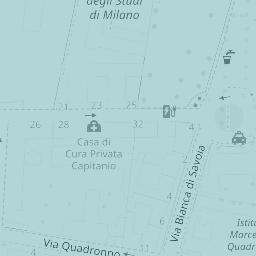 degli Studi
di Milano
21
23
25
26
28
32
Casa di
Cura Privata
Capitanio
Via Bianca di Savoia
4
4
6
Istit
Marce
Quadr
Via Quadronno
11